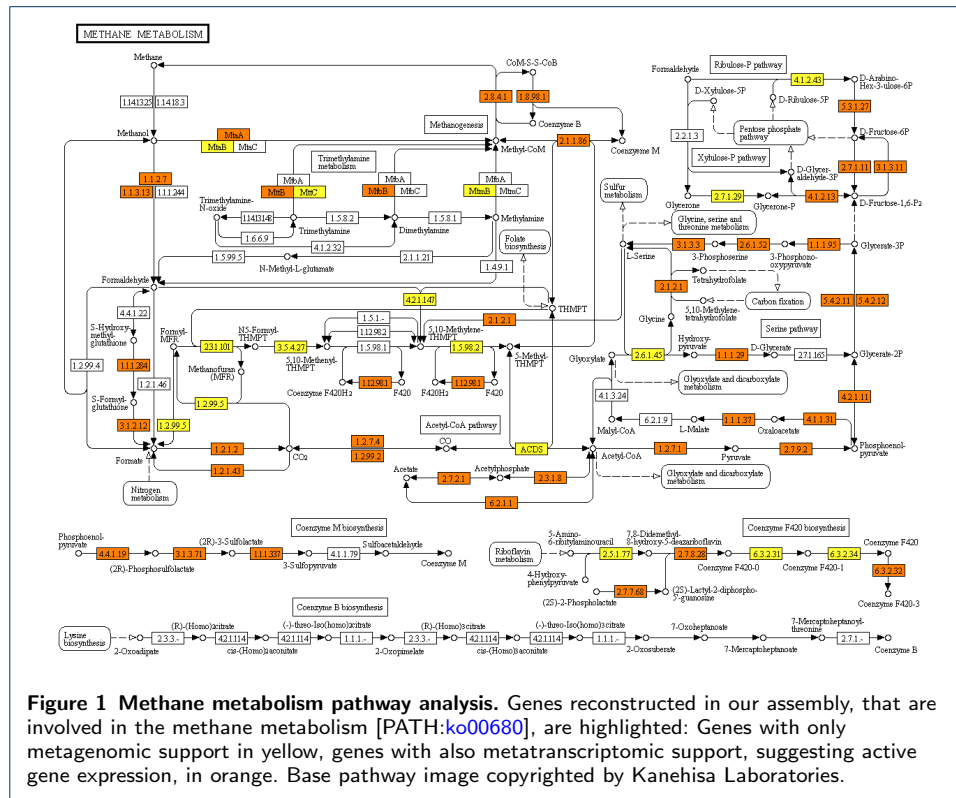 METHANE METABOLISM
Methane
CoM-S-S-CoB
Formaldehyde
Ribulose-P pathway
4.1.2.43
D-Arabino-
Hex-3-ulose-6P
D-Xylulose-5P
D-Ribulose-5P
1.14.13.25
1.14.18.3
2.8.4.1
1.8.98.1
5.3.1.27
Coenzyme B
Methanogenesis
2.2.1.3
Pentose phosphate
pathway
D-Fructose-6P
Methanol
MtaA
MtaB
MtaC
Methyl-CoM
2.1.1.86
Coenzyme M
Xylulose-P pathway
Trimethylamine
metabolism
D-Glycer-
aldehyde-3P
2.7.1.11
3.1.3.11
1.1.2.7
1.1.3.13
1.1.1.244
MtbA
MttB
MttC
MtbA
MtbB
MtbC
MtbA
MtmB
MtmC
Sulfur
metabolism
2.7.1.29
4.1.2.13
Glycerone
Glycerone-P
D-Fructose-1,6-P2
Trimethylamine-
N-oxide
1.14.13.148
1.5.8.2
1.5.8.1
Trimethylamine
Dimethylamine
Methylamine
Glycine, serine and
threonine metabolism
1.6.6.9
4.1.2.32
Folate
biosynthesis
3.1.3.3
2.6.1.52
1.1.1.95
Glycerate-3P
L-Serine
3-Phosphoserine
3-Phosphono-
oxypyruvate
1.5.99.5
2.1.1.21
N-Methyl-L-glutamate
1.4.9.1
Tetrahydrofolate
Formaldehyde
2.1.2.1
Carbon fixation
5.4.2.11
5.4.2.12
4.2.1.147
THMPT
5,10-Methylene-
tetrahydrofolate
4.4.1.22
Glycine
Serine pathway
S-Hydroxy-
methyl-
glutathione
Formyl-
MFR
N5-Formyl-
THMPT
1.5.1.-
1.12.98.2
5,10-Methylene-
THMPT
2.1.2.1
2.3.1.101
3.5.4.27
1.5.98.1
1.5.98.2
Hydroxy-
pyruvate
D-Glycerate
5,10-Methenyl-
THMPT
5-Methyl-
THMPT
Glyoxylate
2.6.1.45
1.1.1.29
2.7.1.165
Glycerate-2P
1.2.99.4
1.1.1.284
Methanofuran
(MFR)
1.12.98.1
1.12.98.1
Coenzyme F420H2
F420
F420H2
F420
Glyoxylate and dicarboxylate
metabolism
1.2.1.46
4.1.3.24
S-Formyl-
glutathione
1.2.99.5
4.2.1.11
Malyl-CoA
6.2.1.9
1.1.1.37
4.1.1.31
L-Malate
Oxaloacetate
3.1.2.12
1.2.99.5
Acetyl-CoA pathway
1.2.1.2
1.2.7.4
1.2.99.2
CO
ACDS
1.2.7.1
2.7.9.2
Formate
CO2
Acetyl-CoA
Pyruvate
Phosphoenol-
pyruvate
1.2.1.43
Acetate
2.7.2.1
Acetylphosphate
2.3.1.8
Glyoxylate and dicarboxylate
metabolism
Nitrogen
metabolism
6.2.1.1
Coenzyme M biosynthesis
Phosphoenol-
pyruvate
(2R)-3-Sulfolactate
Sulfoacetaldehyde
4.4.1.19
3.1.3.71
1.1.1.337
4.1.1.79
(2R)-Phosphosulfolactate
3-Sulfopyruvate
Coenzyme M
5-Amino-
6-ribitylaminouracil
7,8-Didemethyl-
8-hydroxy-5-deazariboflavin
Coenzyme F420 biosynthesis
Riboflavin
metabolism
2.5.1.77
2.7.8.28
6.3.2.31
6.3.2.34
Coenzyme F420
Coenzyme F420-0
Coenzyme F420-1
4-Hydroxy-
phenylpyruvate
6.3.2.32
2.7.7.68
(2S)-2-Phospholactate
(2S)-Lactyl-2-diphospho-
5'-guanosine
Coenzyme F420-3
Coenzyme B biosynthesis
Lysine
biosynthesis
(R)-(Homo)2citrate
(-)-threo-Iso(homo)2citrate
(R)-(Homo)3citrate
(-)-threo-Iso(homo)3citrate
7-Oxoheptanoate
7-Mercaptoheptanoyl-
threonine
2.3.3.-
4.2.1.114
4.2.1.114
1.1.1.-
2.3.3.-
4.2.1.114
4.2.1.114
1.1.1.-
2.7.1.-
2-Oxoadipate
cis-(Homo)2aconitate
2-Oxopimelate
cis-(Homo)3aconitate
2-Oxosuberate
7-Mercaptoheptanoate
Coenzyme B
Figure 1 Methane metabolism pathway analysis. Genes reconstructed in our assembly, that are
involved in the methane metabolism [PATH:ko00680], are highlighted: Genes with only
metagenomic support in yellow, genes with also metatranscriptomic support, suggesting active
gene expression, in orange. Base pathway image copyrighted by Kanehisa Laboratories.